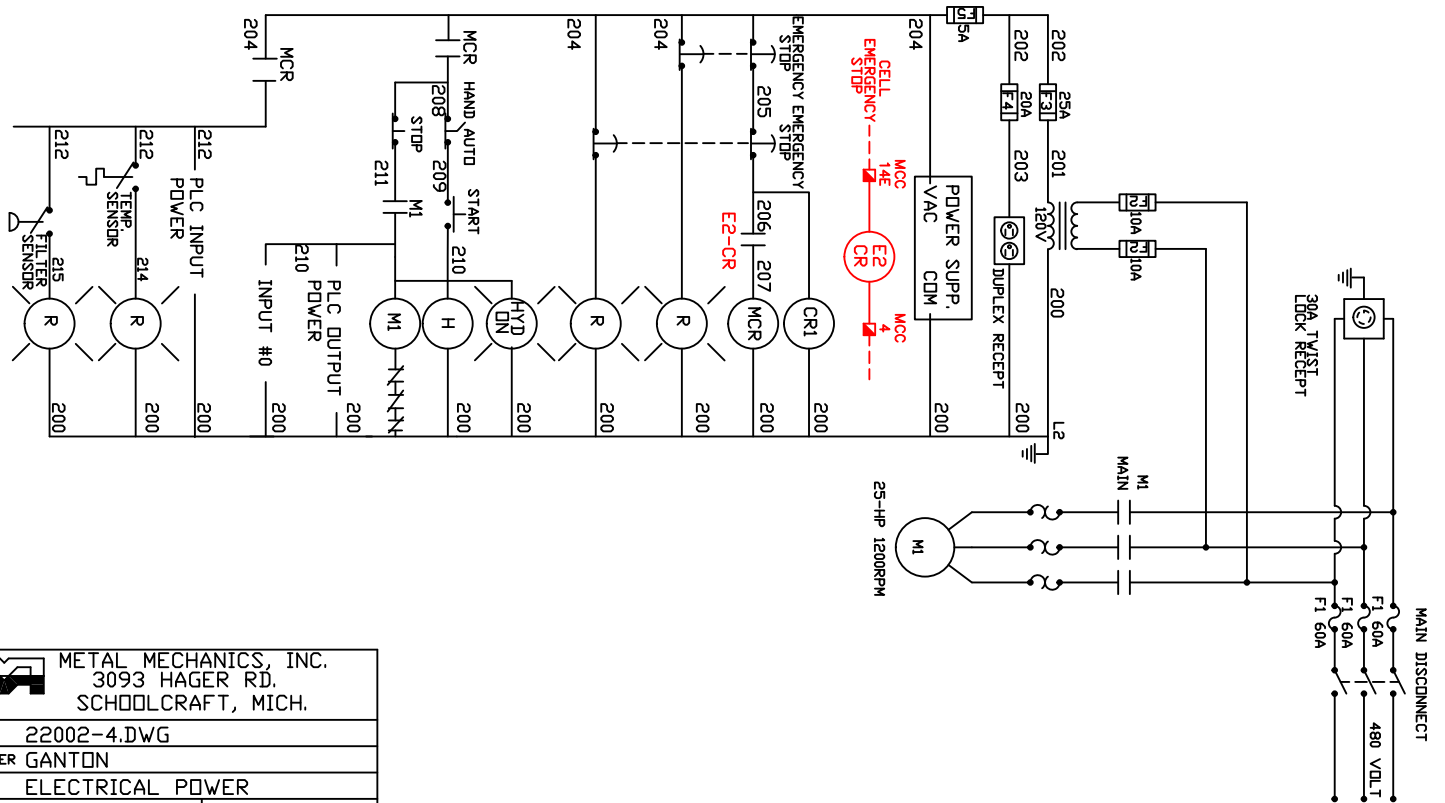 MAIN DISCONNECT
480 VOLT
F1 60A
F1 60A
F1 60A
30A TWIST
LOCK RECEPT
M1
MAIN
M1
25-HP 1200RPM
F2
10A
F2
10A
202
F3
25A
201
120V
200
L2
202
F4
20A
203
DUPLEX RECEPT
200
F5
5A
204
POWER SUPP.
VAC COM
200
CELL
EMERGENCY
STOP
MCC
14E
E2
CR
MCC
4
EMERGENCY
STOP
205
EMERGENCY
STOP
CR1
200
206
E2-CR
207
MCR
200
EMERGENCY
204
R
200
204
R
200
MCR
208
HAND AUTO
209
START
210
HYD
ON
200
H
200
STOP
211
M1
M1
210
PLC OUTPUT
POWER
200
INPUT #0
200
204
MCR
212
PLC INPUT
POWER
200
212
TEMP.
SENSOR
214
R
200
212
FILTER
SENSOR
215
R
200
METAL MECHANICS, INC.
3093 HAGER RD.
SCHOOLCRAFT, MICH.
22002-4.DWG
ER GANTON
ELECTRICAL POWER